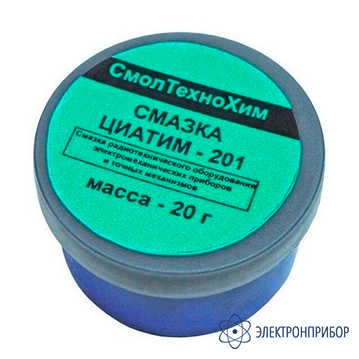 СмолТехноХим
СМАЗКА
ЦИАТИМ - 201
Смазка радиотехнического оборудования
электромеханических приборов
и точных механизмов
масса - 20 г
ЭЛЕКТРОНПРИБОР